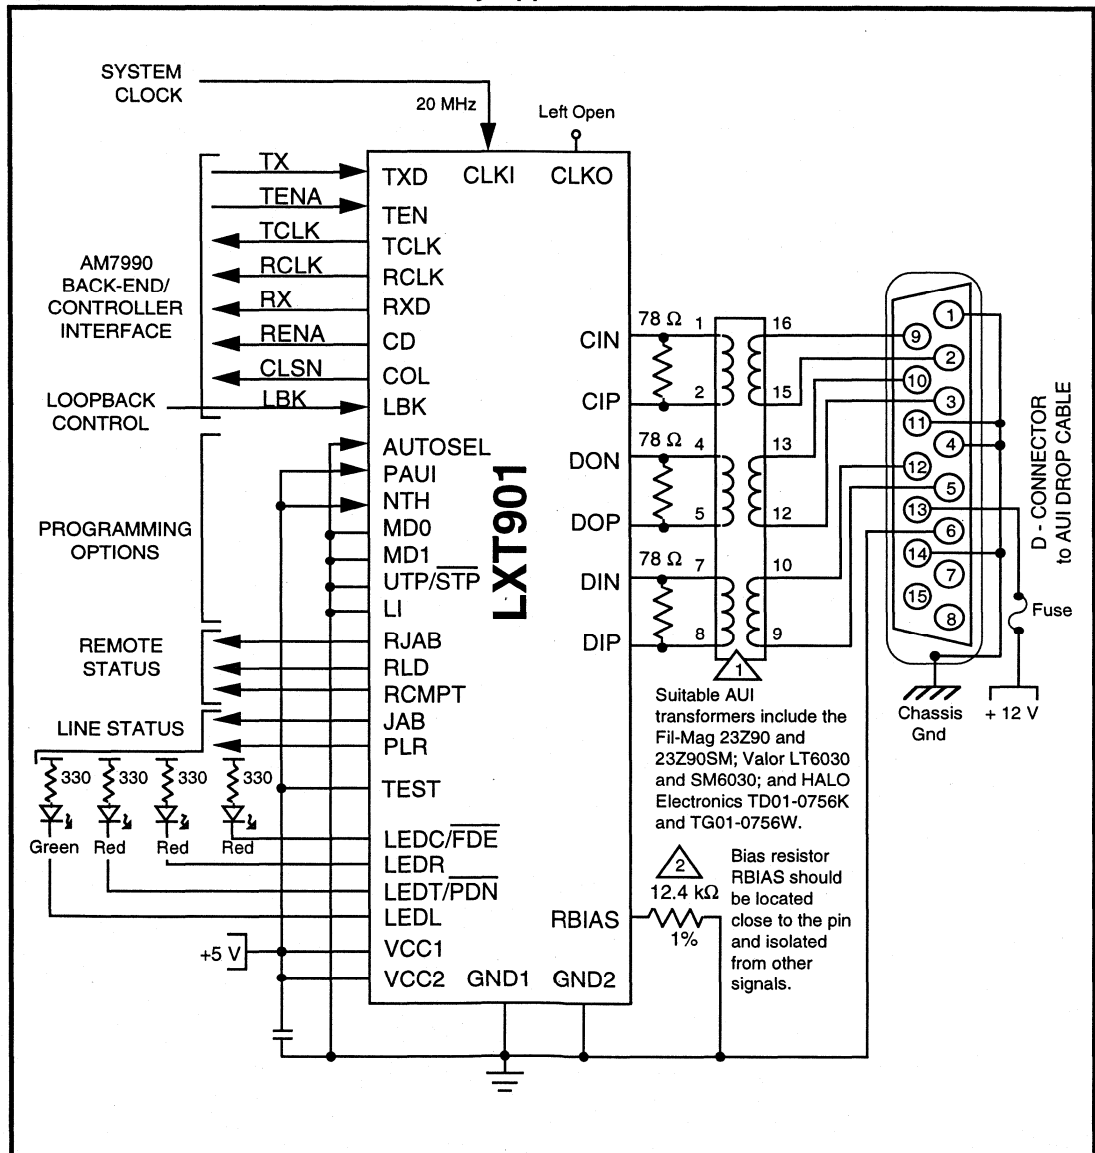 SYSTEM
CLOCK
20 MHz
Left Open
TX
TENA
TCLK
RCLK
RX
RENA
CLSN
LBK
AM7990
BACK-END/
CONTROLLER
INTERFACE
LOOPBACK
CONTROL
PROGRAMMING
OPTIONS
REMOTE
STATUS
LINE STATUS
330
330
330
330
Green
Red
Red
Red
+5 V
TXD
CLKI
CLKO
TEN
TCLK
RCLK
RXD
CD
COL
LBK
AUTOSEL
PAUI
NTH
MD0
MD1
UTP/STP
LI
RJAB
RLD
RCMPT
JAB
PLR
TEST
LEDC/FDE
LEDR
LEDT/PDN
LEDL
VCC1
VCC2
GND1
GND2
LXT901
CIN
CIP
DON
DOP
DIN
DIP
RBIAS
78 Ω
1
16
2
15
78 Ω
4
13
5
12
78 Ω
7
10
8
9
1
9
2
10
3
11
4
12
5
13
6
14
7
15
8
D - CONNECTOR
to AUI DROP CABLE
Fuse
Chassis
Gnd
+ 12 V
1
Suitable AUI
transformers include the
Fil-Mag 23Z90 and
23Z90SM; Valor LT6030
and SM6030; and HALO
Electronics TD01-0756K
and TG01-0756W.
2
12.4 kΩ
1%
Bias resistor
RBIAS should
be located
close to the pin
and isolated
from other
signals.